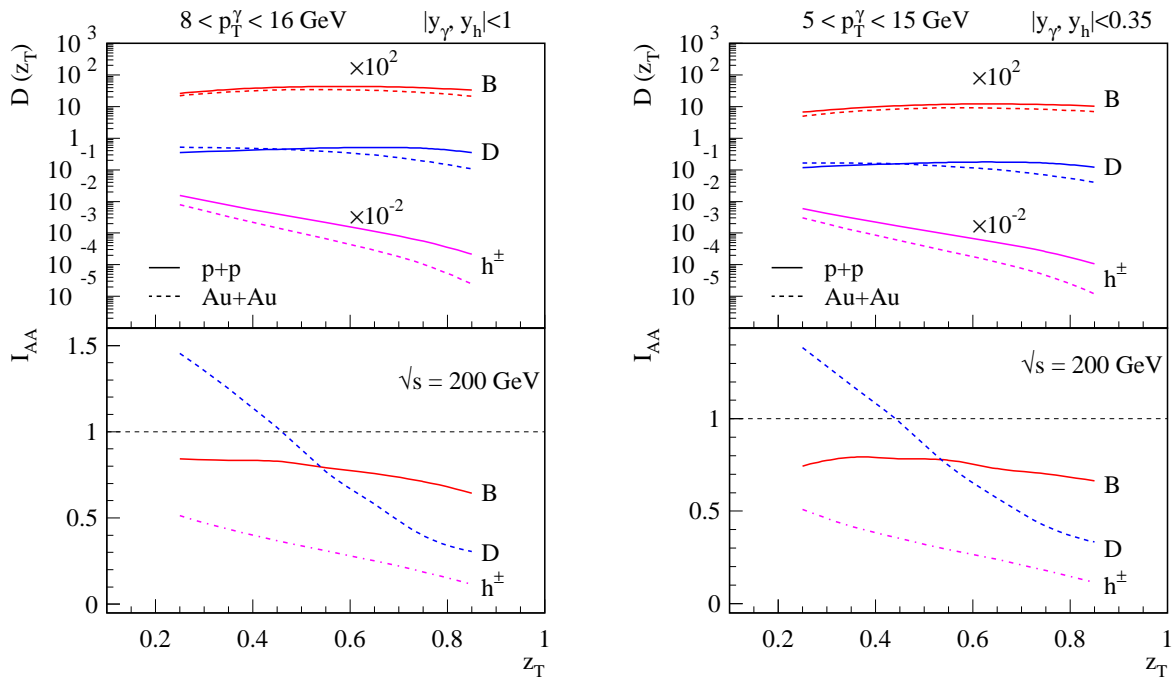 8 < p_T^γ < 16 GeV |y_γ, y_h|<1
D (z_T)
10^3
10^2
10
1
10^-1
10^-2
10^-3
10^-4
10^-5
×10^2
B
D
×10^-2
h^±
p+p
Au+Au
I_AA
1.5
1
0.5
0
√s = 200 GeV
B
D
h^±
0.2 0.4 0.6 0.8 1
z_T
5 < p_T^γ < 15 GeV |y_γ, y_h|<0.35
D (z_T)
10^3
10^2
10
1
10^-1
10^-2
10^-3
10^-4
10^-5
×10^2
B
D
×10^-2
h^±
p+p
Au+Au
I_AA
1
0.5
0
√s = 200 GeV
B
D
h^±
0.2 0.4 0.6 0.8 1
z_T